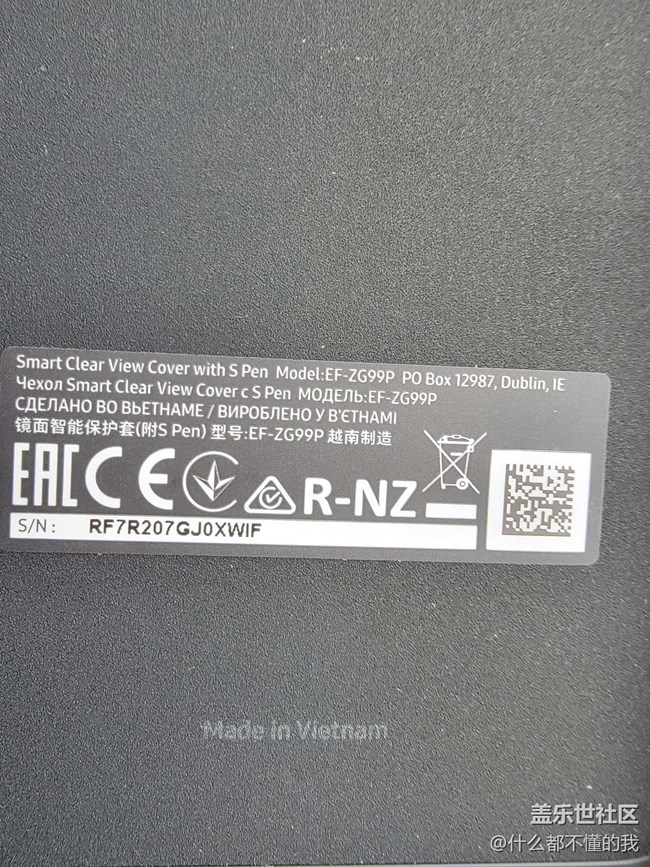 Smart Clear View Cover with S Pen Model:EF-ZG99P PO Box 12987, Dublin, IE
Чехол Smart Clear View Cover с S Pen МОДЕЛЬ:EF-ZG99P
СДЕЛАНО ВО ВЬЕТНАМЕ / ВИРОБЛЕНО У В'ЄТНАМІ
镜面智能保护套(附S Pen) 型号:EF-ZG99P 越南制造
EAC CE R-NZ
S/N : RF7R207GJ0XWIF
Made in Vietnam
盖乐世社区
@什么都不懂的我